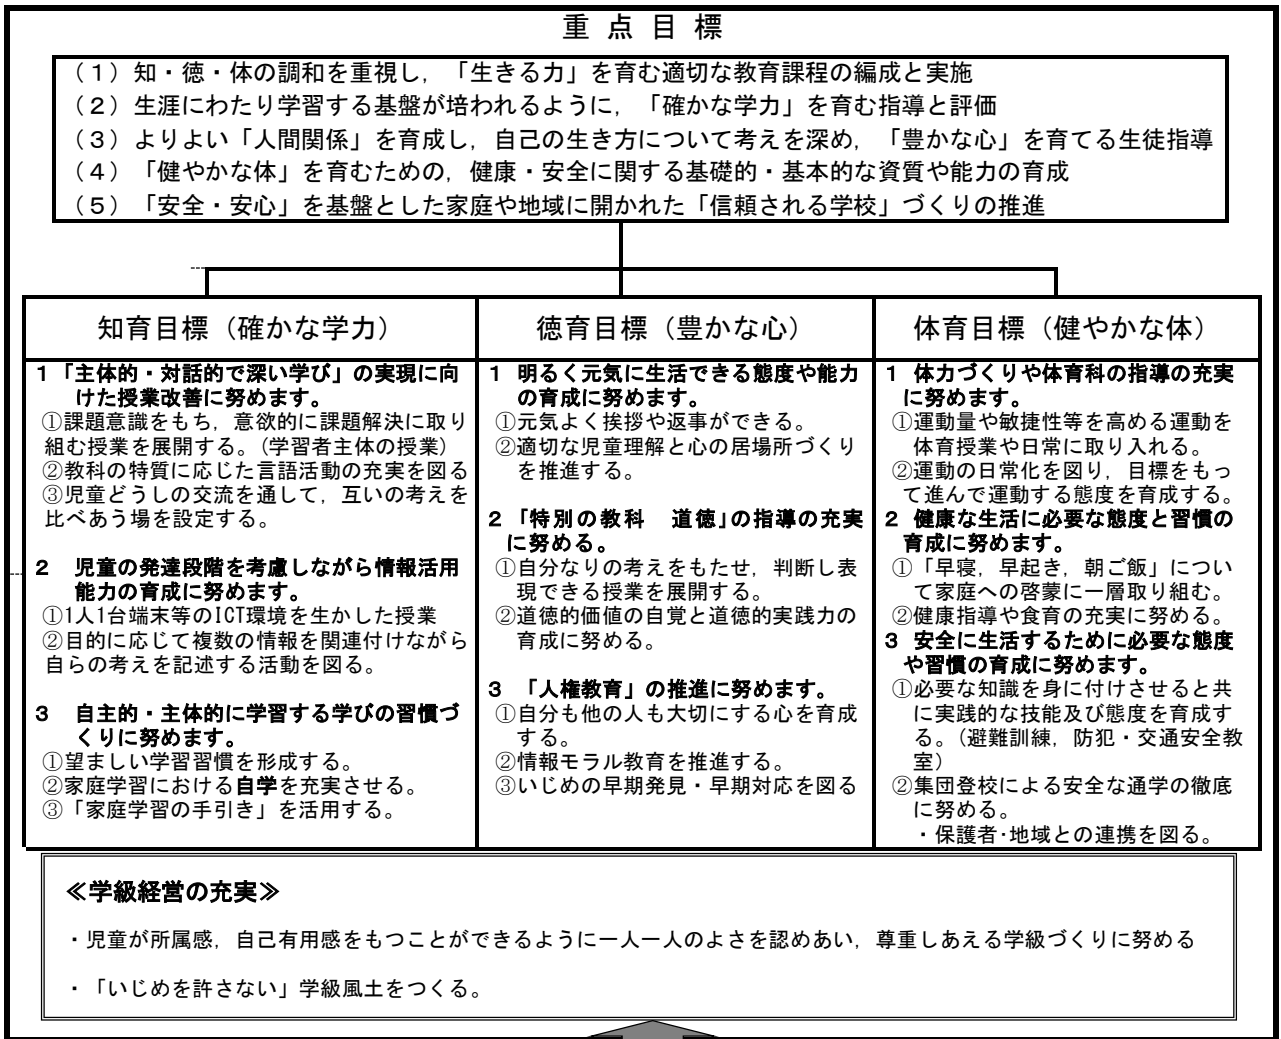 重 点 目 標
（１）知・徳・体の調和を重視し，「生きる力」を育む適切な教育課程の編成と実施
（２）生涯にわたり学習する基盤が培われるように，「確かな学力」を育む指導と評価
（３）よりよい「人間関係」を育成し，自己の生き方について考えを深め，「豊かな心」を育てる生徒指導
（４）「健やかな体」を育むための，健康・安全に関する基礎的・基本的な資質や能力の育成
（５）「安全・安心」を基盤とした家庭や地域に開かれた「信頼される学校」づくりの推進
知育目標（確かな学力）
１「主体的・対話的で深い学び」の実現に向
けた授業改善に努めます。
①課題意識をもち，意欲的に課題解決に取り
組む授業を展開する。(学習者主体の授業）
②教科の特質に応じた言語活動の充実を図る
③児童どうしの交流を通して，互いの考えを
比べあう場を設定する。
２　児童の発達段階を考慮しながら情報活用
能力の育成に努めます。
①1人1台端末等のICT環境を生かした授業
②目的に応じて複数の情報を関連付けながら
自らの考えを記述する活動を図る。
３　自主的・主体的に学習する学びの習慣づ
くりに努めます。
①望ましい学習習慣を形成する。
②家庭学習における自学を充実させる。
③「家庭学習の手引き」を活用する。
徳育目標（豊かな心）
１ 明るく元気に生活できる態度や能力
の育成に努めます。
①元気よく挨拶や返事ができる。
②適切な児童理解と心の居場所づくり
を推進する。
２「特別の教科　道徳」の指導の充実
に努める。
①自分なりの考えをもたせ，判断し表
現できる授業を展開する。
②道徳的価値の自覚と道徳的実践力の
育成に努める。
３ 「人権教育」の推進に努めます。
①自分も他の人も大切にする心を育成
する。
②情報モラル教育を推進する。
③いじめの早期発見・早期対応を図る
体育目標（健やかな体）
１ 体力づくりや体育科の指導の充実
に努めます。
①運動量や敏捷性等を高める運動を
体育授業や日常に取り入れる。
②運動の日常化を図り，目標をもっ
て進んで運動する態度を育成する。
２ 健康な生活に必要な態度と習慣の
育成に努めます。
①「早寝，早起き，朝ご飯」につい
て家庭への啓蒙に一層取り組む。
②健康指導や食育の充実に努める。
３ 安全に生活するために必要な態度
や習慣の育成に努めます。
①必要な知識を身に付けさせると共
に実践的な技能及び態度を育成す
る。(避難訓練，防犯・交通安全教
室）
②集団登校による安全な通学の徹底
に努める。
・保護者・地域との連携を図る。
≪学級経営の充実≫
・児童が所属感，自己有用感をもつことができるように一人一人のよさを認めあい，尊重しあえる学級づくりに努める
・「いじめを許さない」学級風土をつくる。